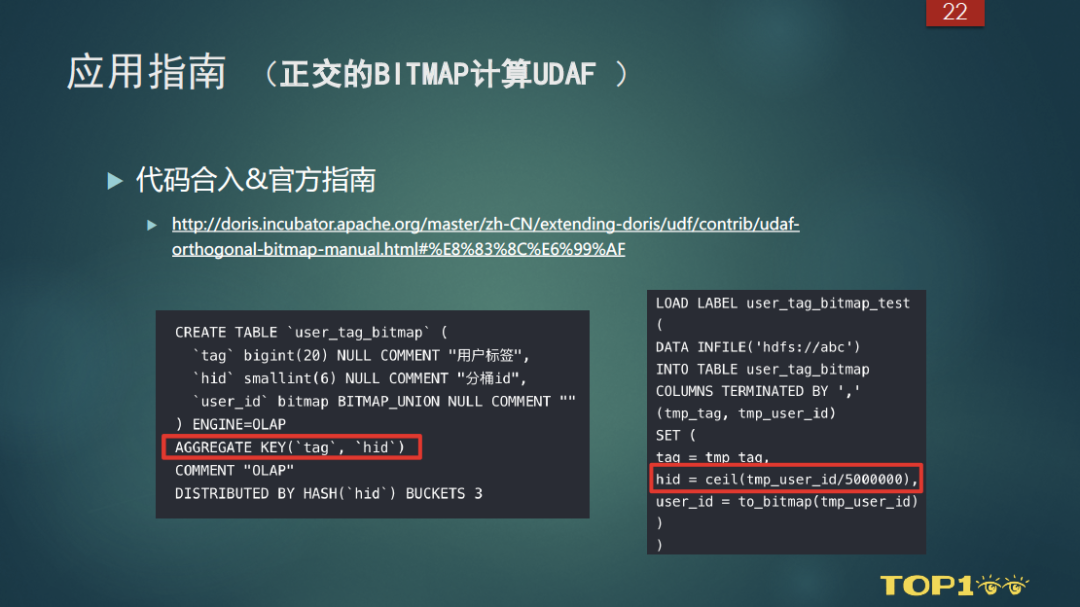 22
应用指南 （正交的BITMAP计算UDAF ）
代码合入&官方指南
http://doris.incubator.apache.org/master/zh-CN/extending-doris/udf/contrib/udaf-
orthogonal-bitmap-manual.html#%E8%83%8C%E6%99%AF
CREATE TABLE `user_tag_bitmap` (
`tag` bigint(20) NULL COMMENT "用户标签",
`hid` smallint(6) NULL COMMENT "分桶id",
`user_id` bitmap BITMAP_UNION NULL COMMENT ""
) ENGINE=OLAP
AGGREGATE KEY(`tag`, `hid`)
COMMENT "OLAP"
DISTRIBUTED BY HASH(`hid`) BUCKETS 3
LOAD LABEL user_tag_bitmap_test
(
DATA INFILE('hdfs://abc')
INTO TABLE user_tag_bitmap
COLUMNS TERMINATED BY ','
(tmp_tag, tmp_user_id)
SET (
tag = tmp_tag,
hid = ceil(tmp_user_id/5000000),
user_id = to_bitmap(tmp_user_id)
)
)
TOP100